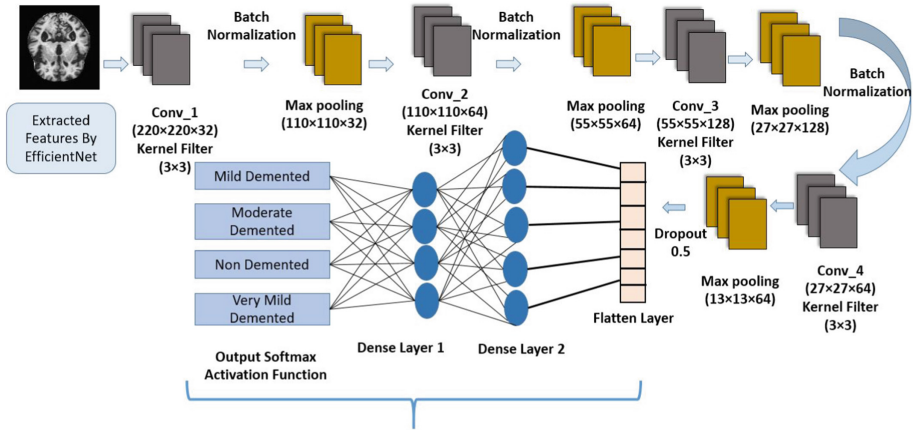 Extracted
Features By
EfficientNet
Conv_1
(220×220×32)
Kernel Filter
(3×3)
Batch
Normalization
Max pooling
(110×110×32)
Conv_2
(110×110×64)
Kernel Filter
(3×3)
Batch
Normalization
Max pooling
(55×55×64)
Conv_3
(55×55×128)
Kernel Filter
(3×3)
Max pooling
(27×27×128)
Batch
Normalization
Conv_4
(27×27×64)
Kernel Filter
(3×3)
Max pooling
(13×13×64)
Dropout
0.5
Flatten Layer
Dense Layer 2
Dense Layer 1
Mild Demented
Moderate
Demented
Non Demented
Very Mild
Demented
Output Softmax
Activation Function